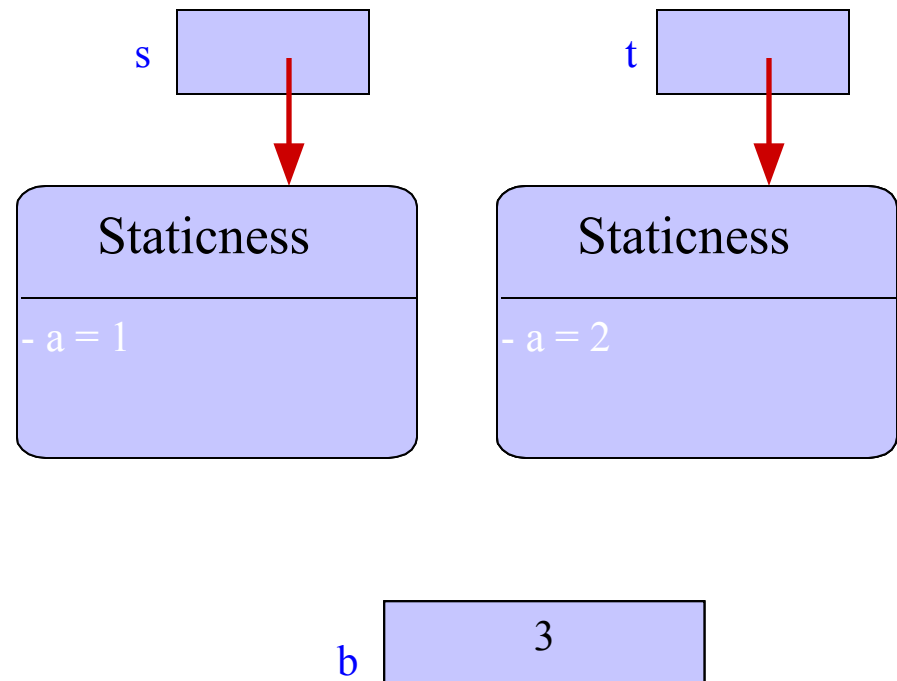 s
t
Staticness
Staticness
- a = 1
- a = 2
3
b